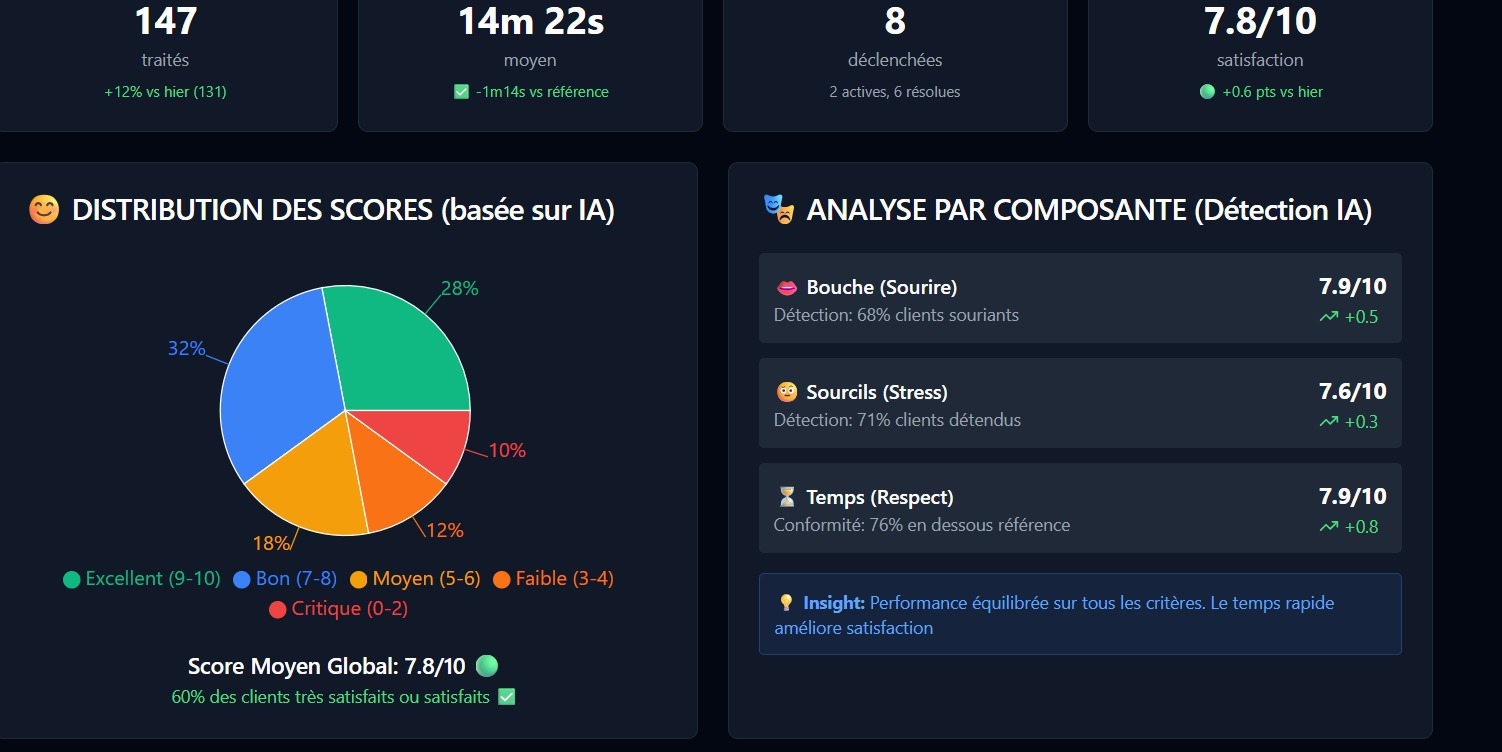 147
traités
+12% vs hier (131)
14m 22s
moyen
✅ -1m14s vs référence
8
déclenchées
2 actives, 6 résolues
7.8/10
satisfaction
+0.6 pts vs hier
DISTRIBUTION DES SCORES (basée sur IA)
28%
32%
10%
12%
18%
Excellent (9-10) Bon (7-8) Moyen (5-6) Faible (3-4)
Critique (0-2)
Score Moyen Global: 7.8/10
60% des clients très satisfaits ou satisfaits ✅
ANALYSE PAR COMPOSANTE (Détection IA)
Bouche (Sourire)
7.9/10
Détection: 68% clients souriants
+0.5
Sourcils (Stress)
7.6/10
Détection: 71% clients détendus
+0.3
Temps (Respect)
7.9/10
Conformité: 76% en dessous référence
+0.8
Insight: Performance équilibrée sur tous les critères. Le temps rapide
améliore satisfaction